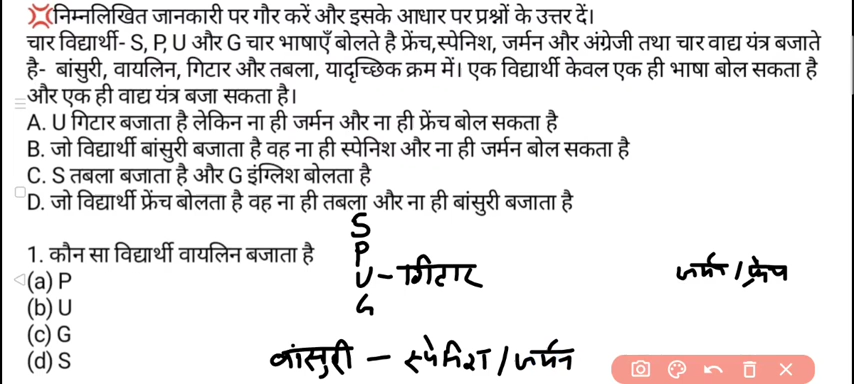 निम्नलिखित जानकारी पर गौर करें और इसके आधार पर प्रश्नों के उत्तर दें।
चार विद्यार्थी- S, P, U और G चार भाषाएँ बोलते है फ्रेंच,स्पेनिश, जर्मन और अंग्रेजी तथा चार वाद्य यंत्र बजाते
है- बांसुरी, वायलिन, गिटार और तबला, यादृच्छिक क्रम में। एक विद्यार्थी केवल एक ही भाषा बोल सकता है
और एक ही वाद्य यंत्र बजा सकता है।
A. U गिटार बजाता है लेकिन ना ही जर्मन और ना ही फ्रेंच बोल सकता है
B. जो विद्यार्थी बांसुरी बजाता है वह ना ही स्पेनिश और ना ही जर्मन बोल सकता है
C. S तबला बजाता है और G इंग्लिश बोलता है
D. जो विद्यार्थी फ्रेंच बोलता है वह ना ही तबला और ना ही बांसुरी बजाता है
S
1. कौन सा विद्यार्थी वायलिन बजाता है P
(a) P U – गिटार जर्मन / फ्रेंच
(b) U G
(c) G
(d) S बांसुरी – स्पेनिश / जर्मन